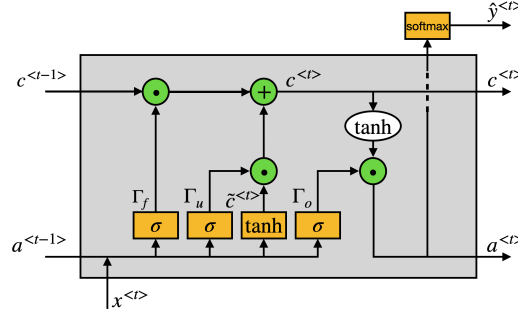 ŷ<t>
softmax
c<t-1> + c<t> c<t>
tanh
Γf Γu c̃<t> Γo
σ σ tanh σ
a<t-1> a<t>
x<t>